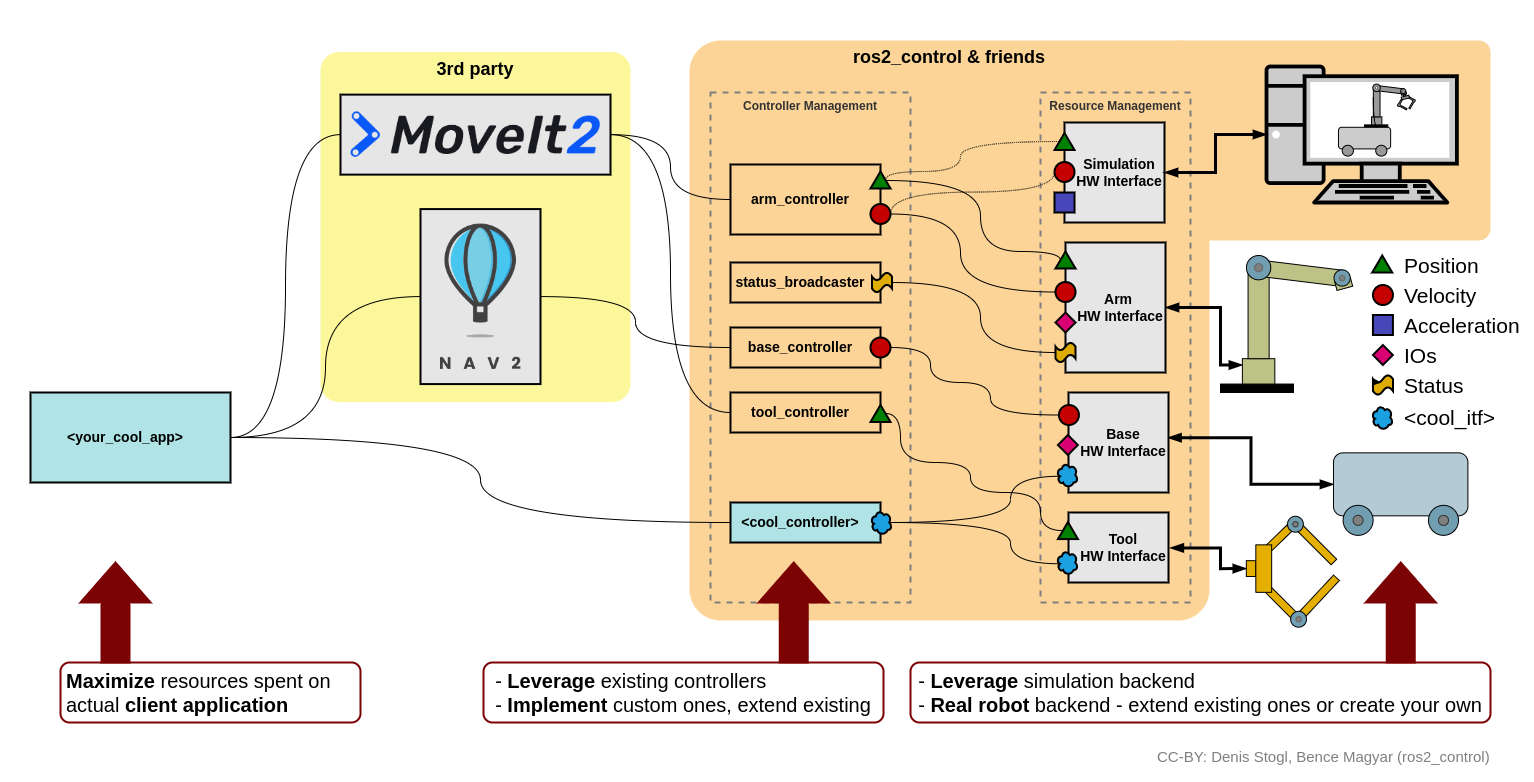 3rd party
MoveIt2
NAV2
<your_cool_app>
ros2_control & friends
Controller Management
arm_controller
status_broadcaster
base_controller
tool_controller
<cool_controller>
Resource Management
Simulation
HW Interface
Arm
HW Interface
Base
HW Interface
Tool
HW Interface
Position
Velocity
Acceleration
IOs
Status
<cool_itf>
Maximize resources spent on
actual client application
- Leverage existing controllers
- Implement custom ones, extend existing
- Leverage simulation backend
- Real robot backend - extend existing ones or create your own
CC-BY: Denis Stogl, Bence Magyar (ros2_control)